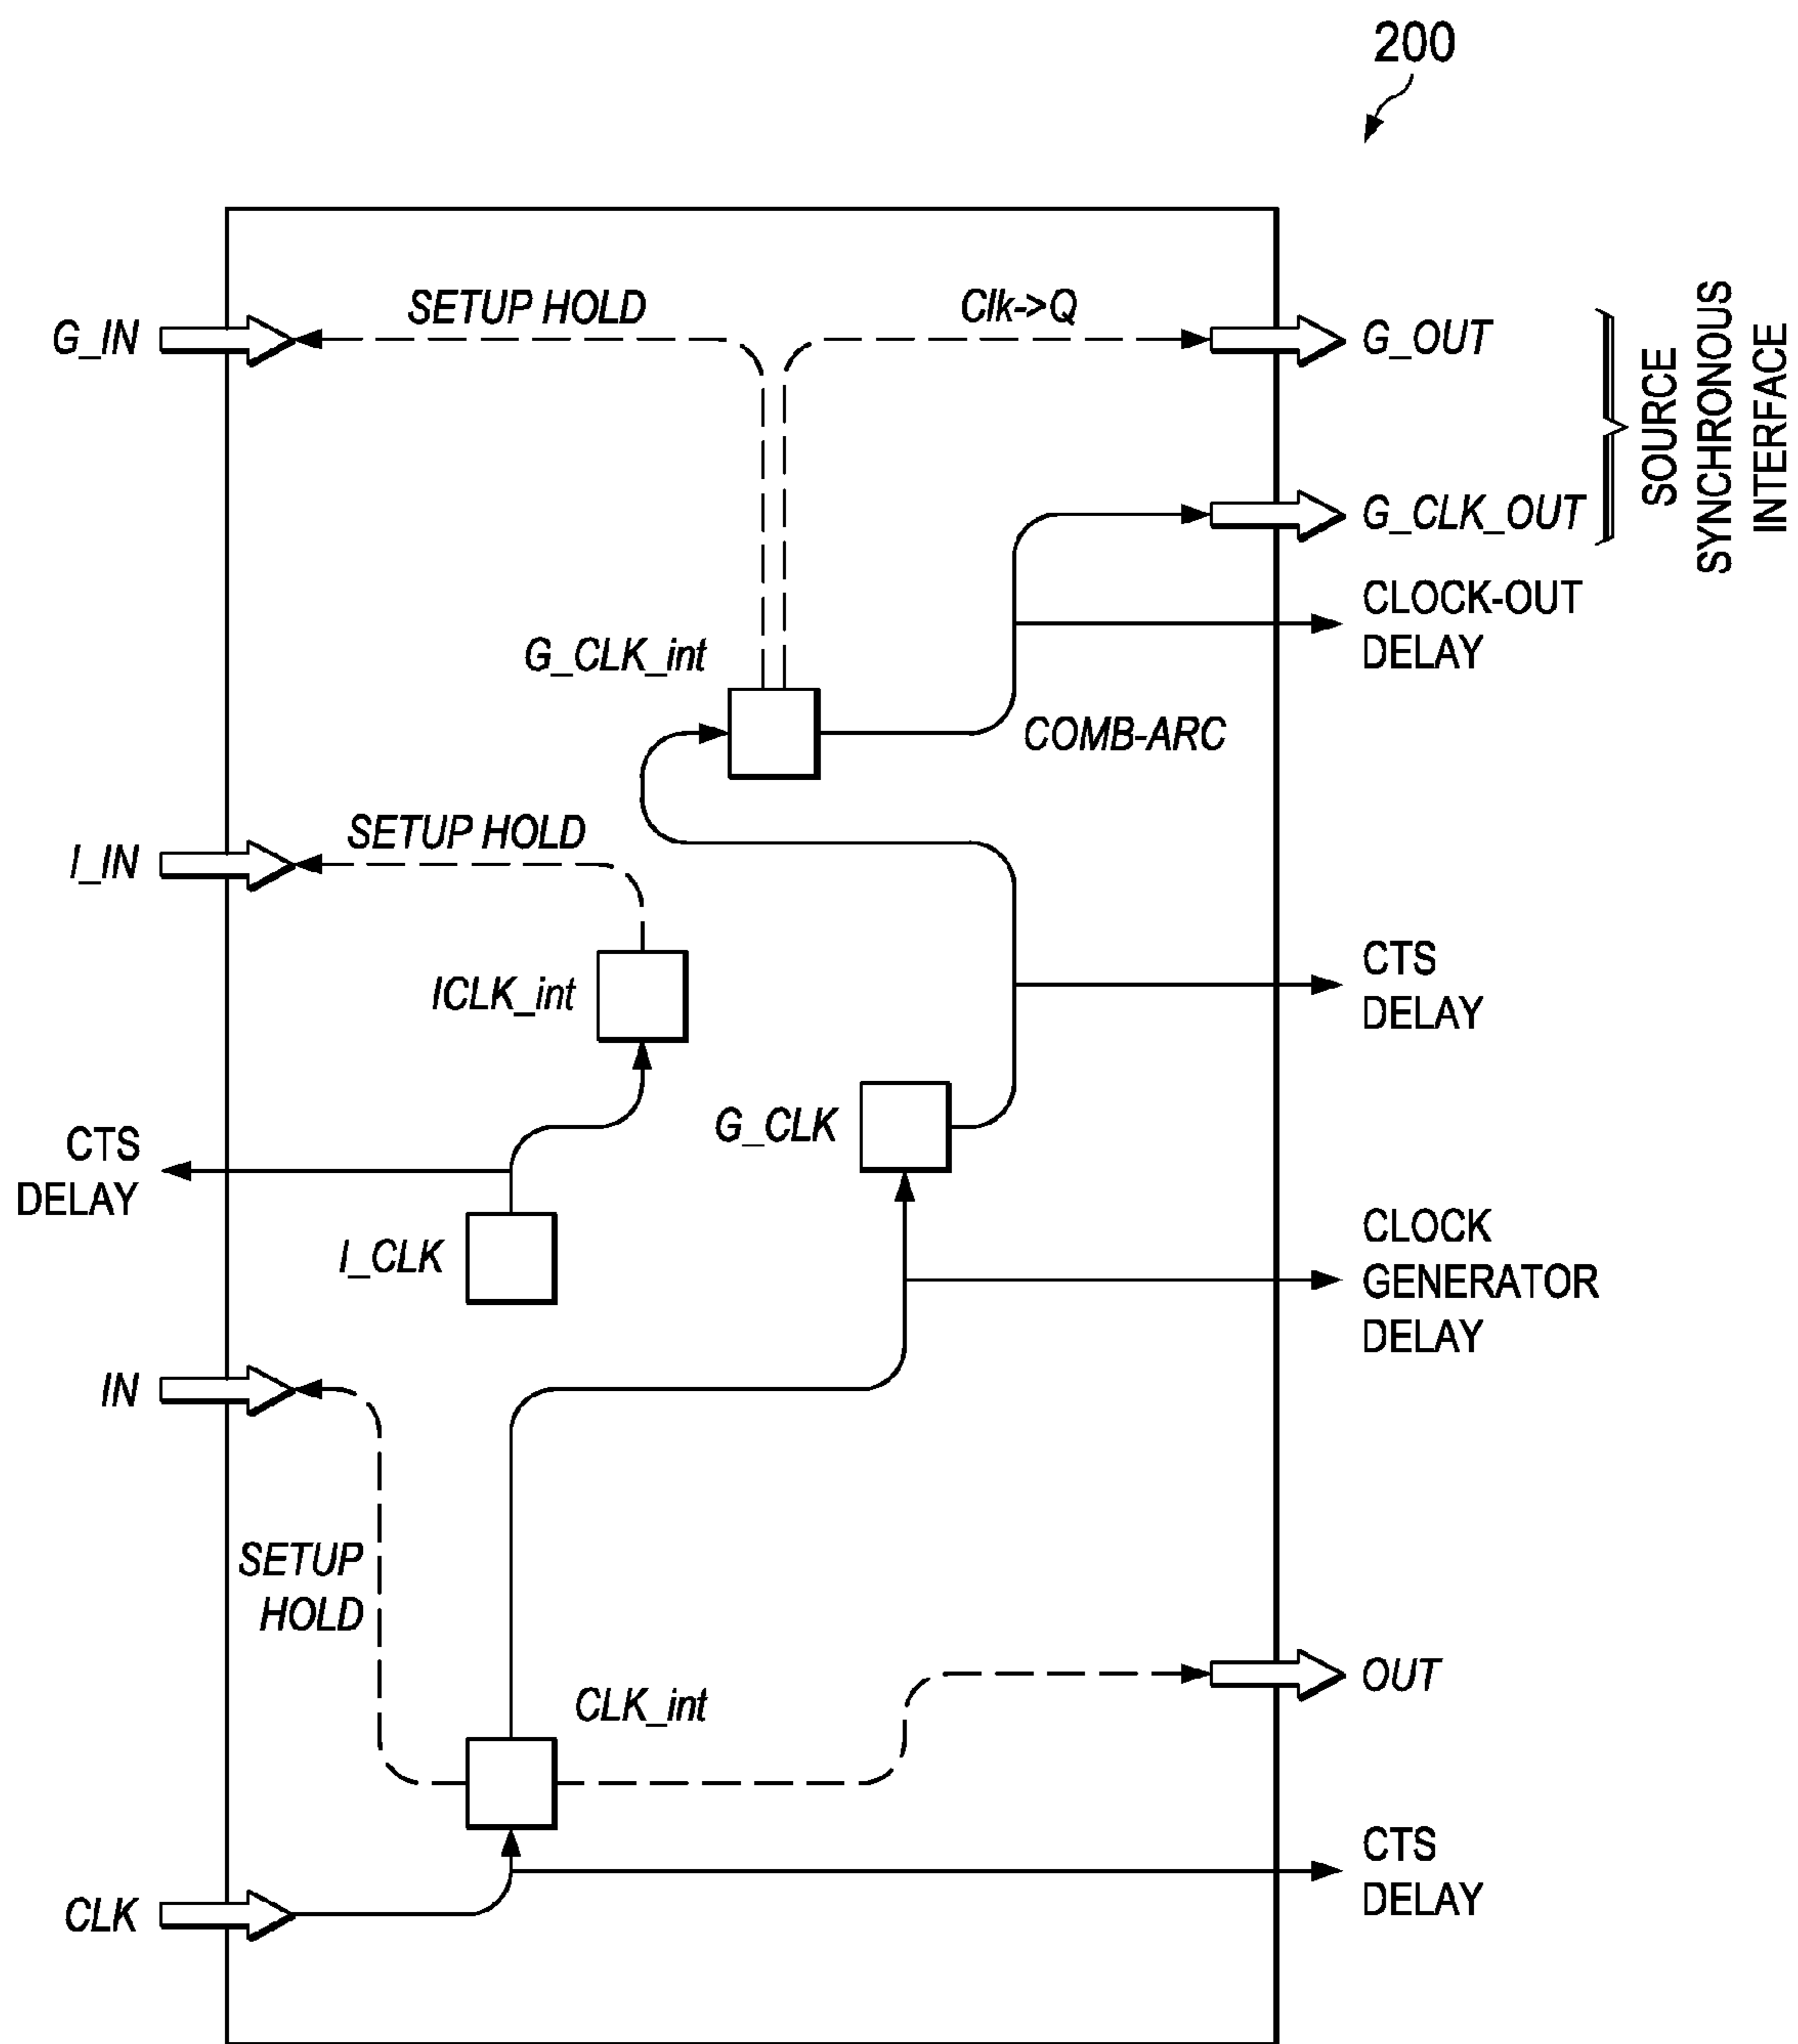 200
SETUP HOLD
Clk->Q
G_IN
G_OUT
SOURCE
SYNCHRONOUS
INTERFACE
G_CLK_OUT
CLOCK-OUT
DELAY
G_CLK_int
COMB-ARC
SETUP HOLD
I_IN
CTS
DELAY
ICLK_int
G_CLK
CTS
DELAY
I_CLK
CLOCK
GENERATOR
DELAY
IN
SETUP
HOLD
OUT
CLK_int
CTS
DELAY
CLK